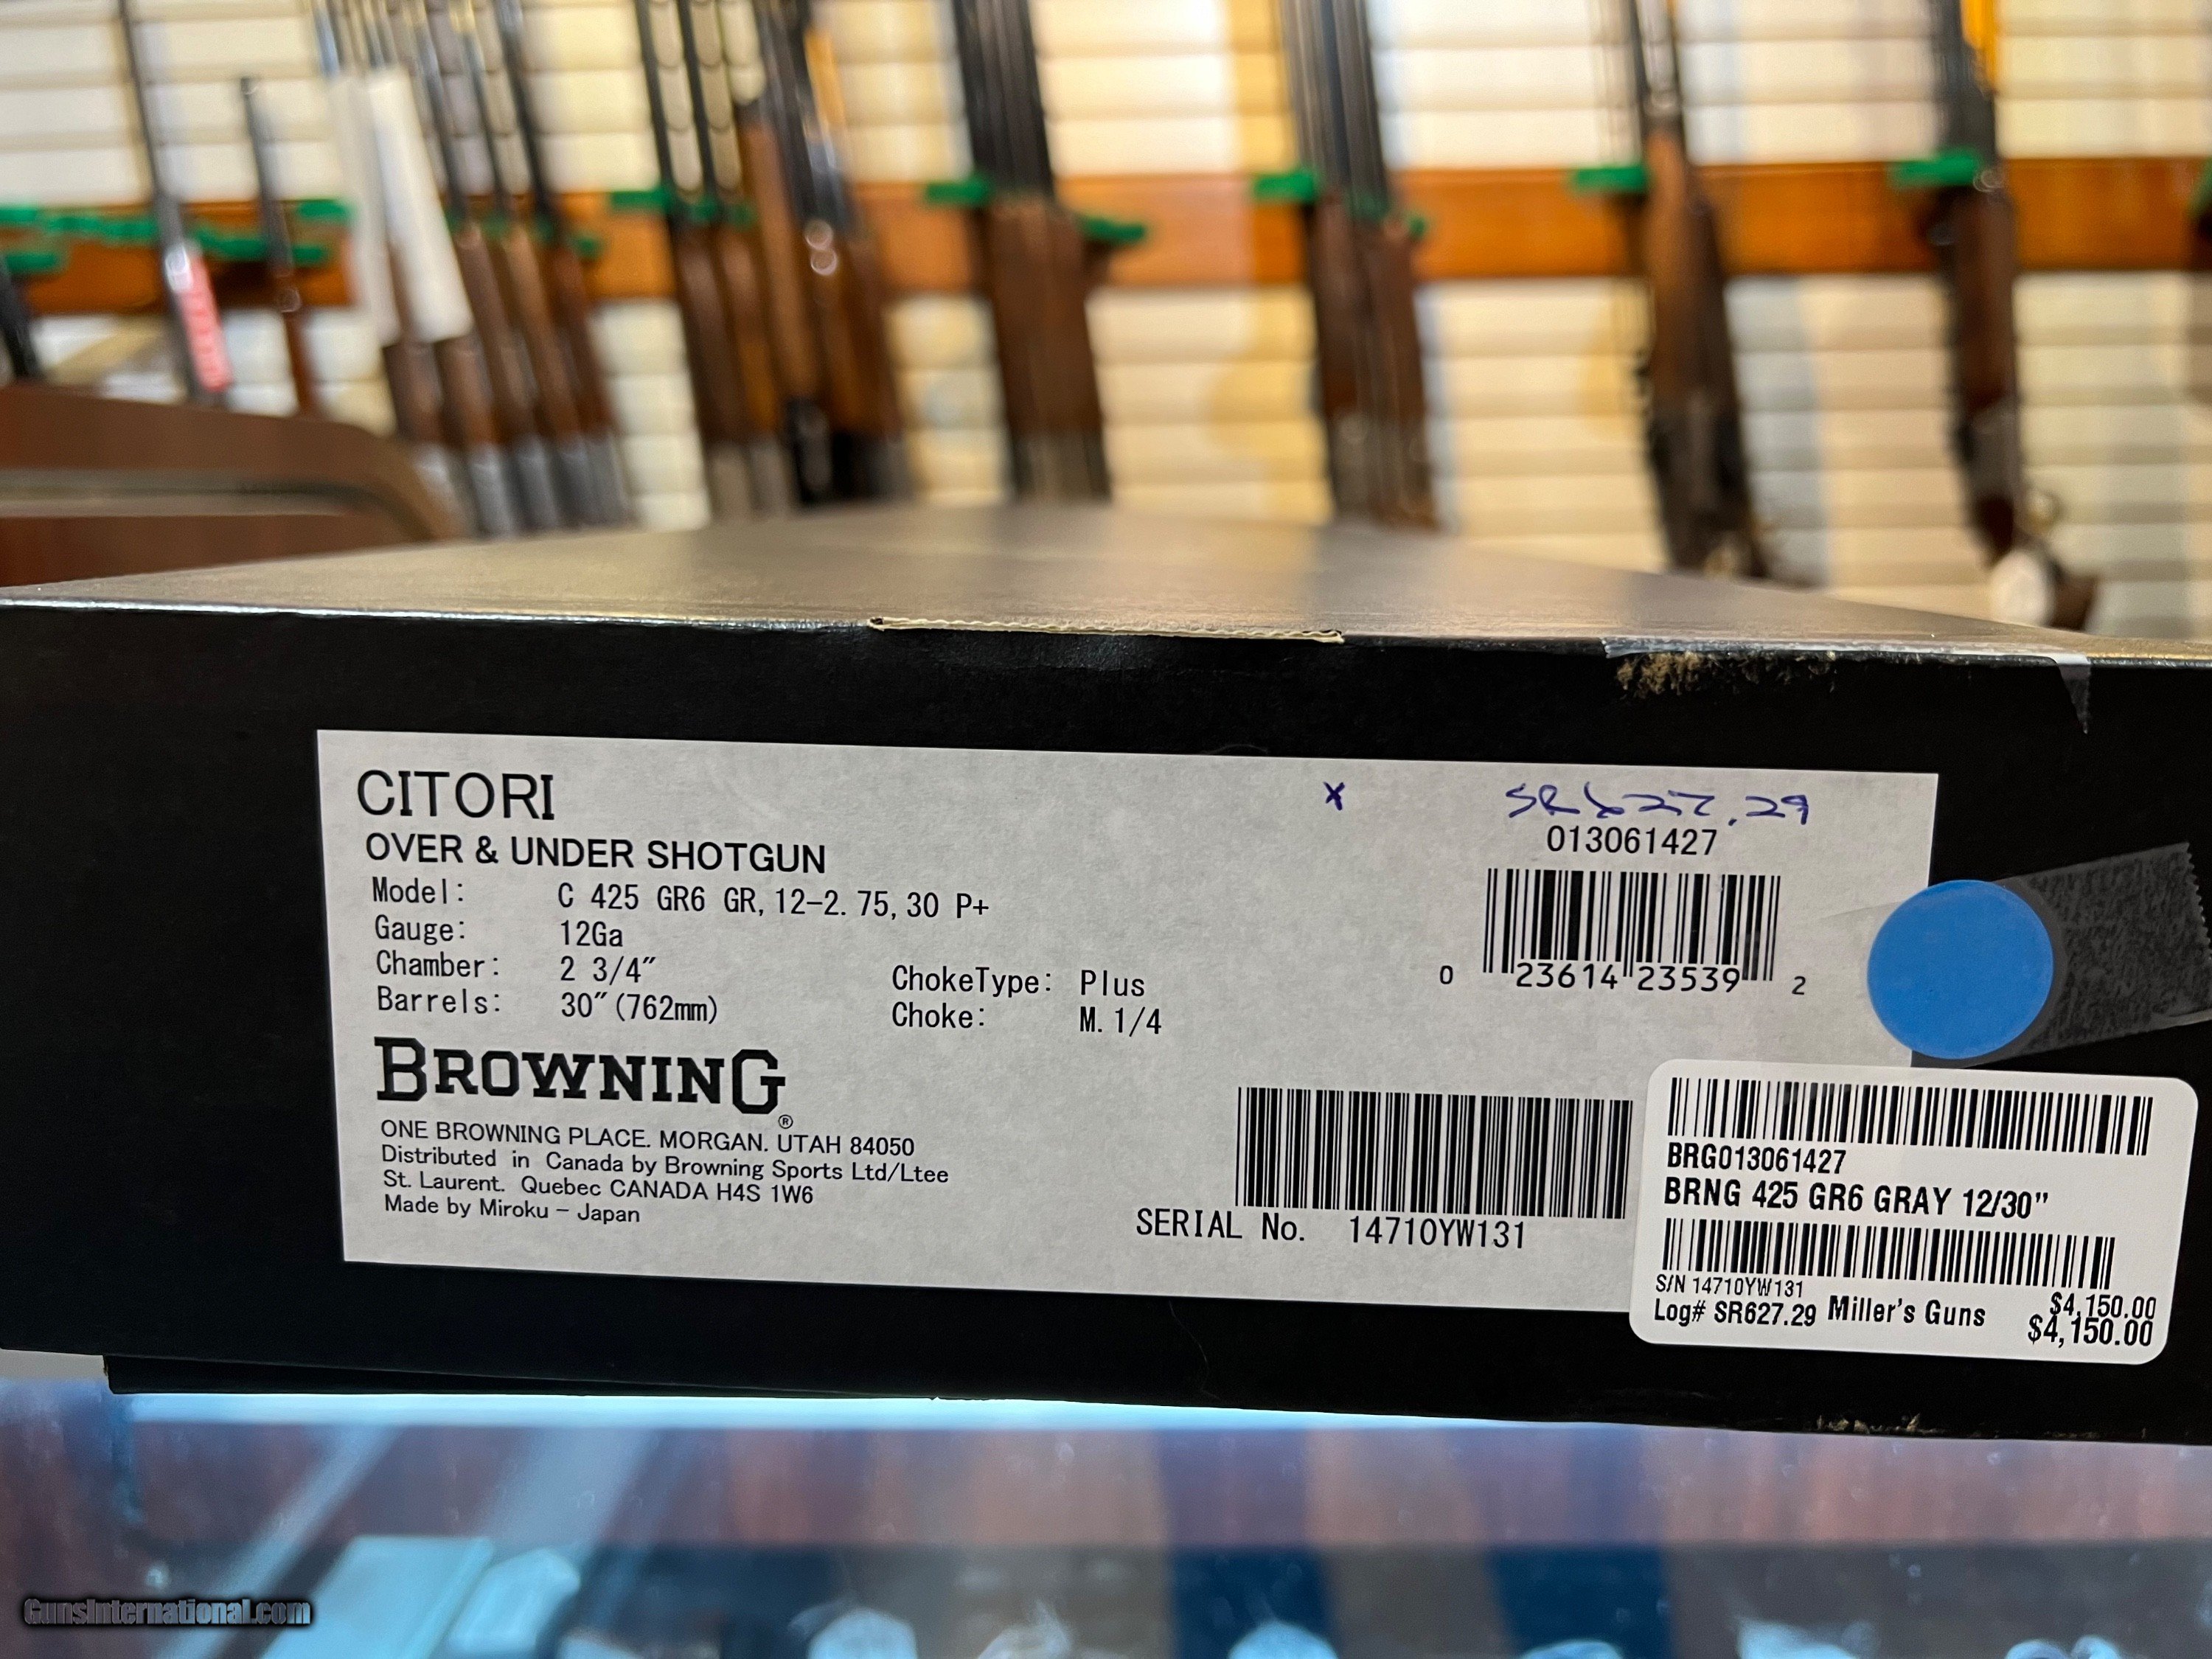 CITORI
OVER & UNDER SHOTGUN
Model: C 425 GR6 GR, 12-2.75, 30 P+
Gauge: 12Ga
Chamber: 2 3/4"
Barrels: 30"(762mm)
ChokeType: Plus
Choke: M. 1/4
BROWNING®
ONE BROWNING PLACE. MORGAN. UTAH 84050
Distributed in Canada by Browning Sports Ltd/Ltee
St. Laurent. Quebec CANADA H4S 1W6
Made by Miroku - Japan
x
SR627.29
013061427
0 23614 23539 2
SERIAL No. 14710YW131
BRG013061427
BRNG 425 GR6 GRAY 12/30"
S/N 14710YW131
Log# SR627.29 Miller's Guns $4,150.00
$4,150.00
GunsInternational.com